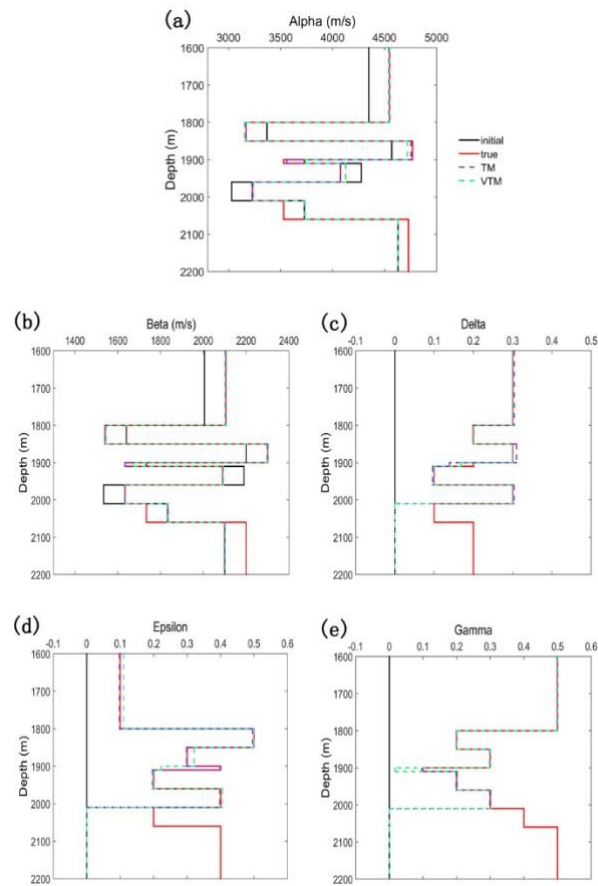 (a)
Alpha (m/s)
3000 3500 4000 4500 5000
1600
1700
1800
1900
2000
2100
2200
Depth (m)
initial
true
TM
VTM
(b)
Beta (m/s)
1400 1600 1800 2000 2200 2400
1600
1700
1800
1900
2000
2100
2200
Depth (m)
(c)
Delta
-0.1 0 0.1 0.2 0.3 0.4 0.5
1600
1700
1800
1900
2000
2100
2200
Depth (m)
(d)
Epsilon
-0.1 0 0.1 0.2 0.3 0.4 0.5 0.6
1600
1700
1800
1900
2000
2100
2200
Depth (m)
(e)
Gamma
-0.1 0 0.1 0.2 0.3 0.4 0.5 0.6
1600
1700
1800
1900
2000
2100
2200
Depth (m)